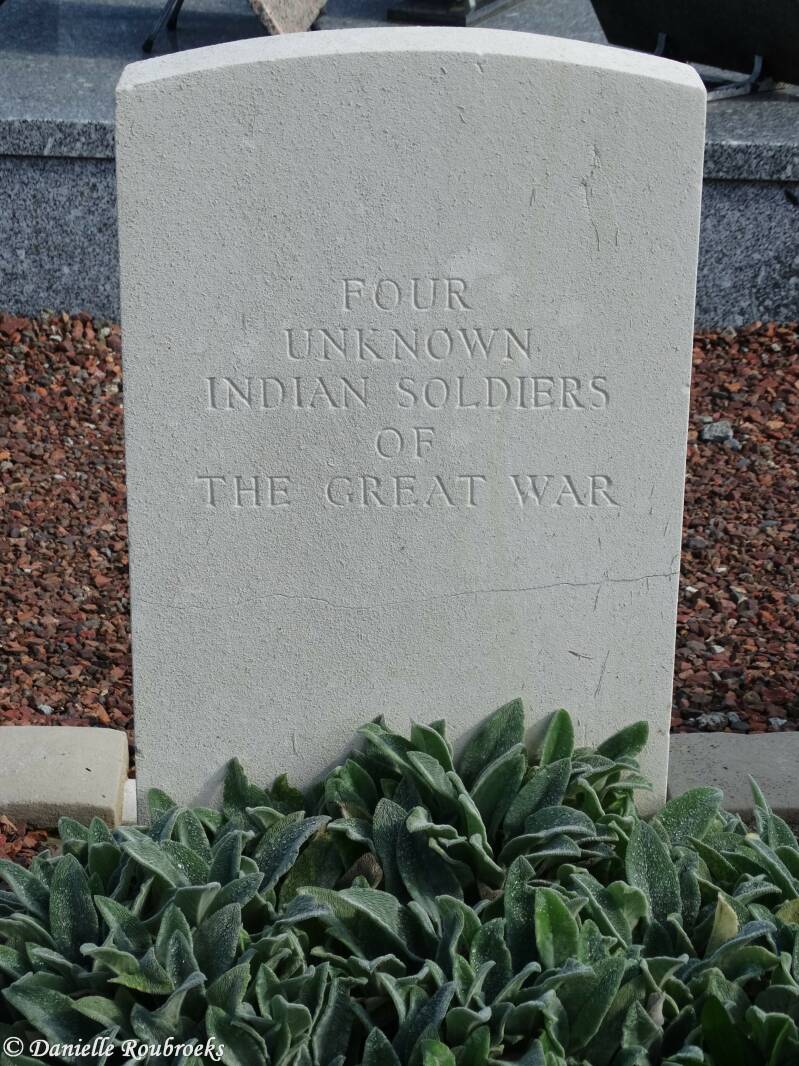 FOUR
UNKNOWN
INDIAN SOLDIERS
OF
THE GREAT WAR
© Danielle Roubroeks